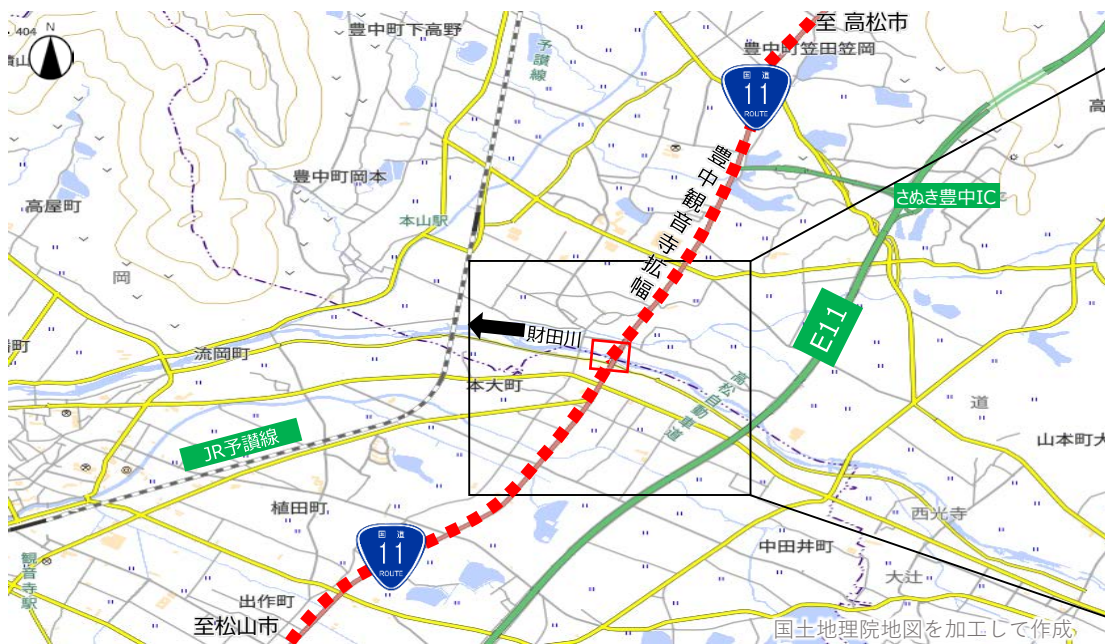 N
404
豊中町下高野
予讃線
至 高松市
豊中町笠田笠岡
国道
11
ROUTE
豊中観音寺拡幅
さぬき豊中IC
豊中町岡本
本山駅
高屋町
岡
財田川
流岡町
本大町
E11
高松自動車道
道
JR予讃線
植田町
山本町大
西光寺
国道
11
ROUTE
中田井町
大辻
観音寺駅
出作町
至松山市
国土地理院地図を加工して作成